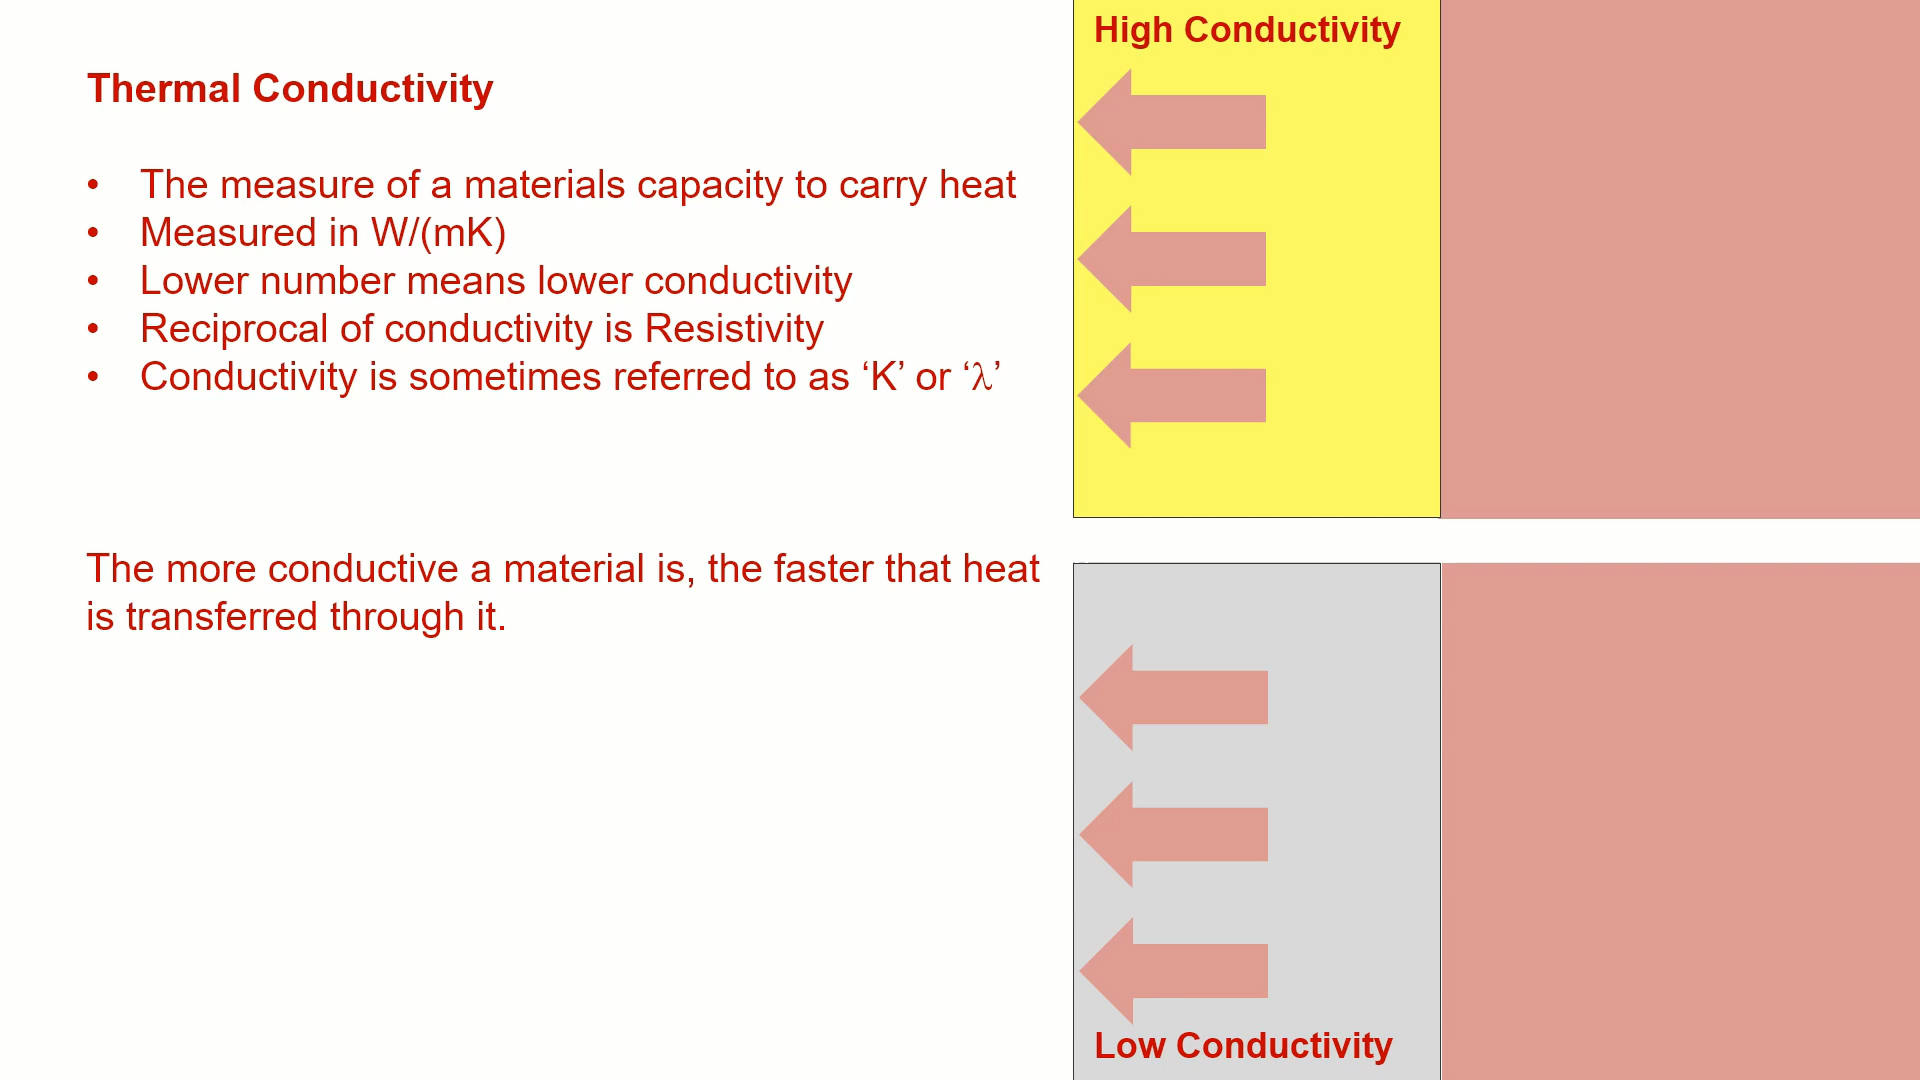 Thermal Conductivity
• The measure of a materials capacity to carry heat
• Measured in W/(mK)
• Lower number means lower conductivity
• Reciprocal of conductivity is Resistivity
• Conductivity is sometimes referred to as ‘K’ or ‘λ’
The more conductive a material is, the faster that heat
is transferred through it.
High Conductivity
Low Conductivity